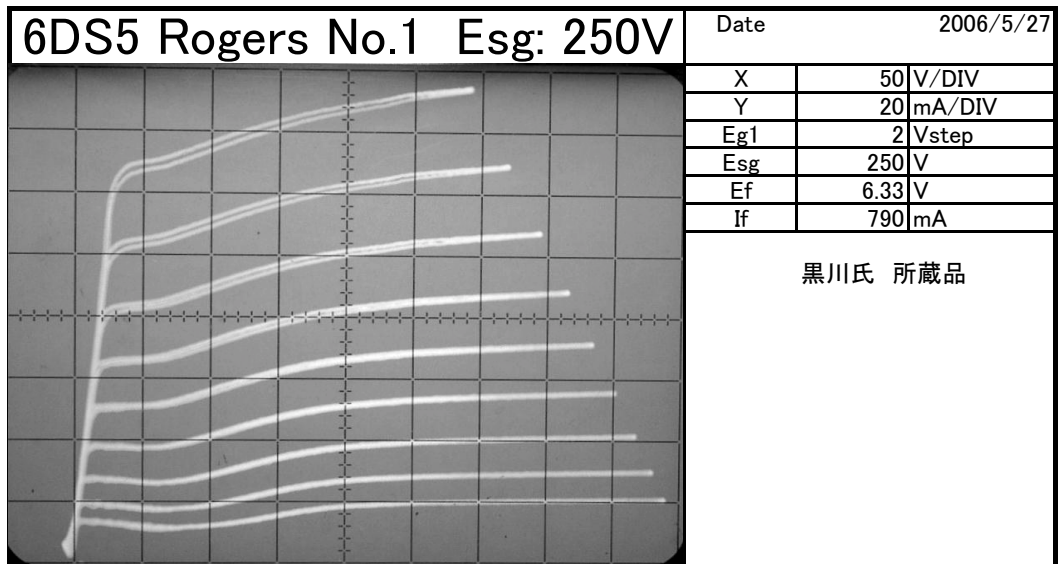 6DS5 Rogers No.1 Esg: 250V
Date 2006/5/27
X 50 V/DIV
Y 20 mA/DIV
Eg1 2 Vstep
Esg 250 V
Ef 6.33 V
If 790 mA
黒川氏 所蔵品